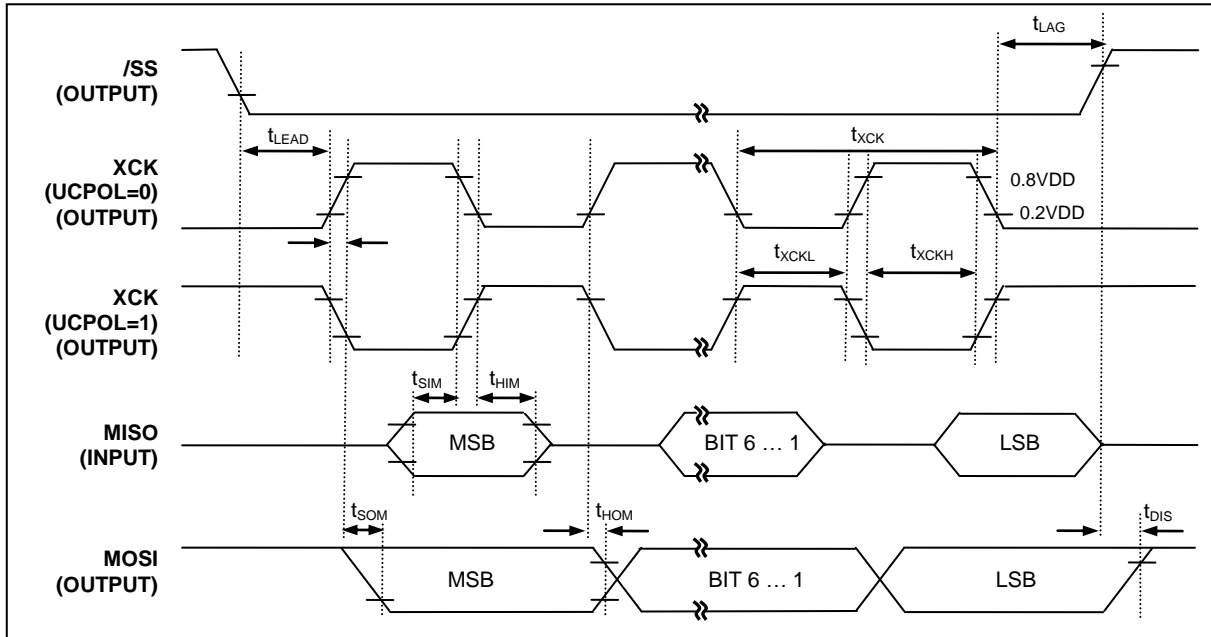 /SS
(OUTPUT)
tLAG
tLEAD
tXCK
XCK
(UCPOL=0)
(OUTPUT)
0.8VDD
0.2VDD
tXCKL
tXCKH
XCK
(UCPOL=1)
(OUTPUT)
tSIM
tHIM
MISO
(INPUT)
MSB
BIT 6 … 1
LSB
tSOM
tHOM
tDIS
MOSI
(OUTPUT)
MSB
BIT 6 … 1
LSB